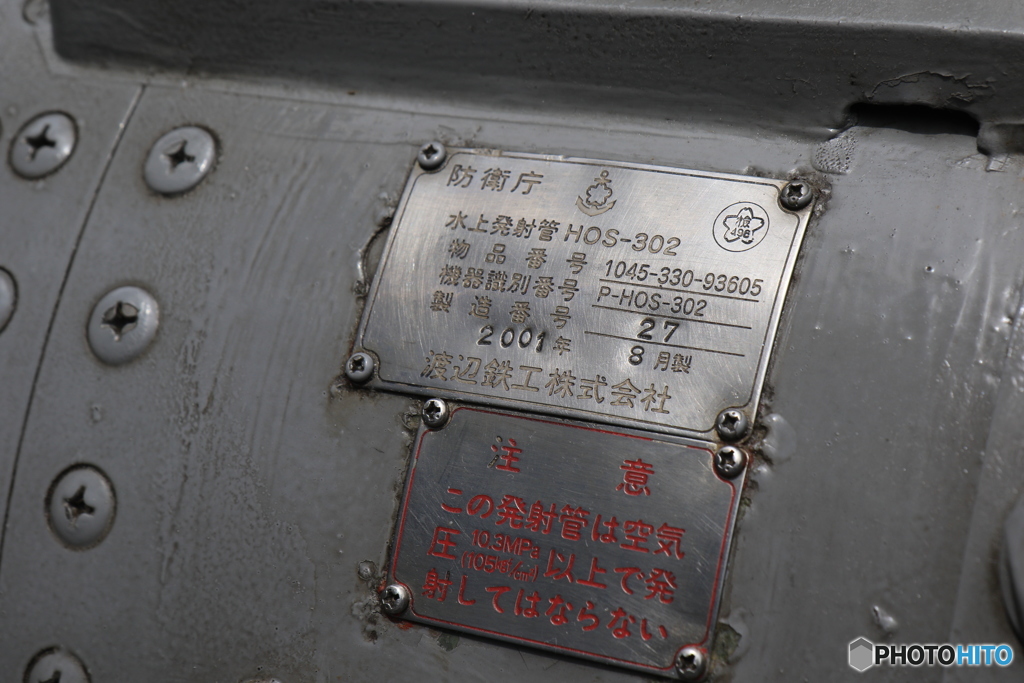 防衛庁
検
498
水上発射管 HOS-302
物品番号 1045-330-93605
機器識別番号 P-HOS-302
製造番号 27
2001年 8月製
渡辺鉄工株式会社
注意
この発射管は空気
圧 10.3MPa (105kgf/cm²) 以上で発
射してはならない
PHOTOHITO